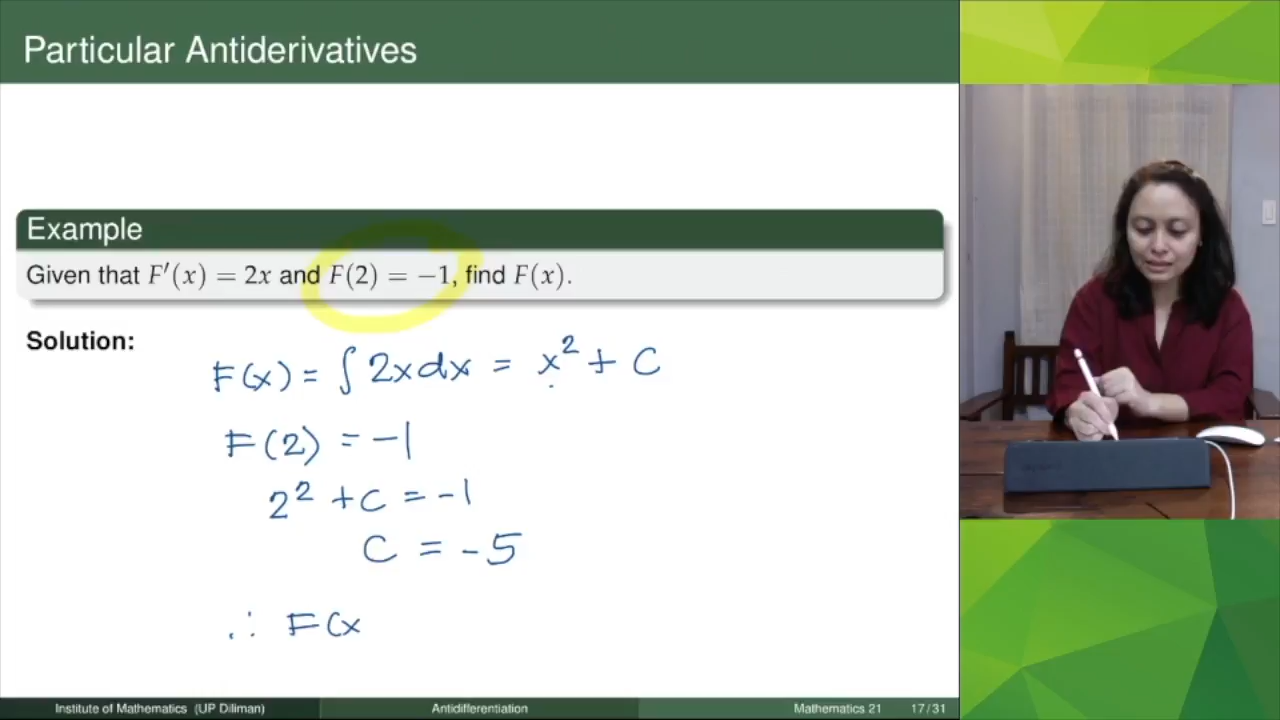 Particular Antiderivatives
Example
Given that F′(x) = 2x and F(2) = −1, find F(x).
Solution:
F(x) = ∫ 2x dx = x² + C
F(2) = −1
2² + C = −1
C = −5
∴ F(x
Institute of Mathematics (UP Diliman) Antidifferentiation Mathematics 21 17/31